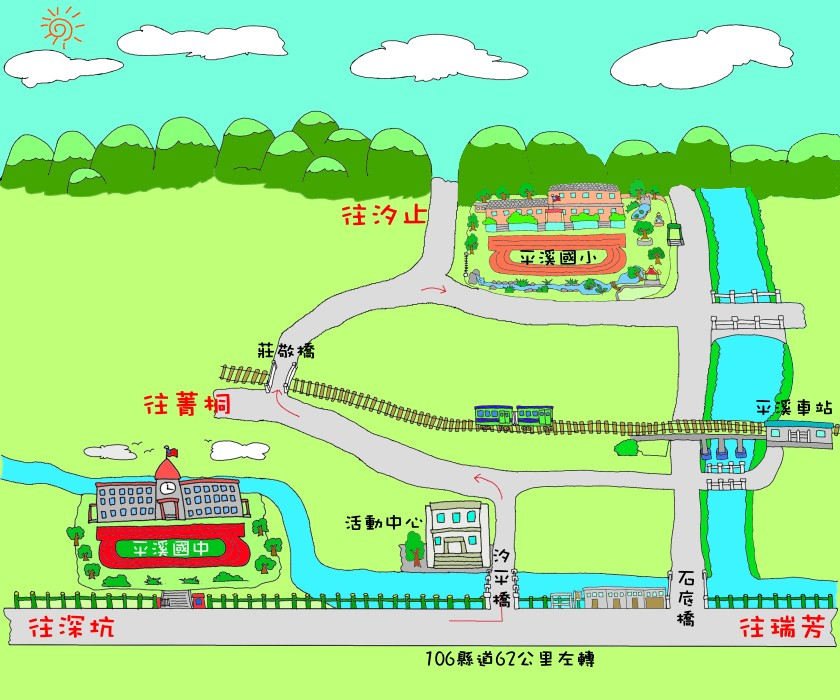 往汐止
平溪國小
莊敬橋
往菁桐
平溪車站
活動中心
平溪國中
汐平橋
石底橋
往深坑
往瑞芳
106縣道62公里左轉